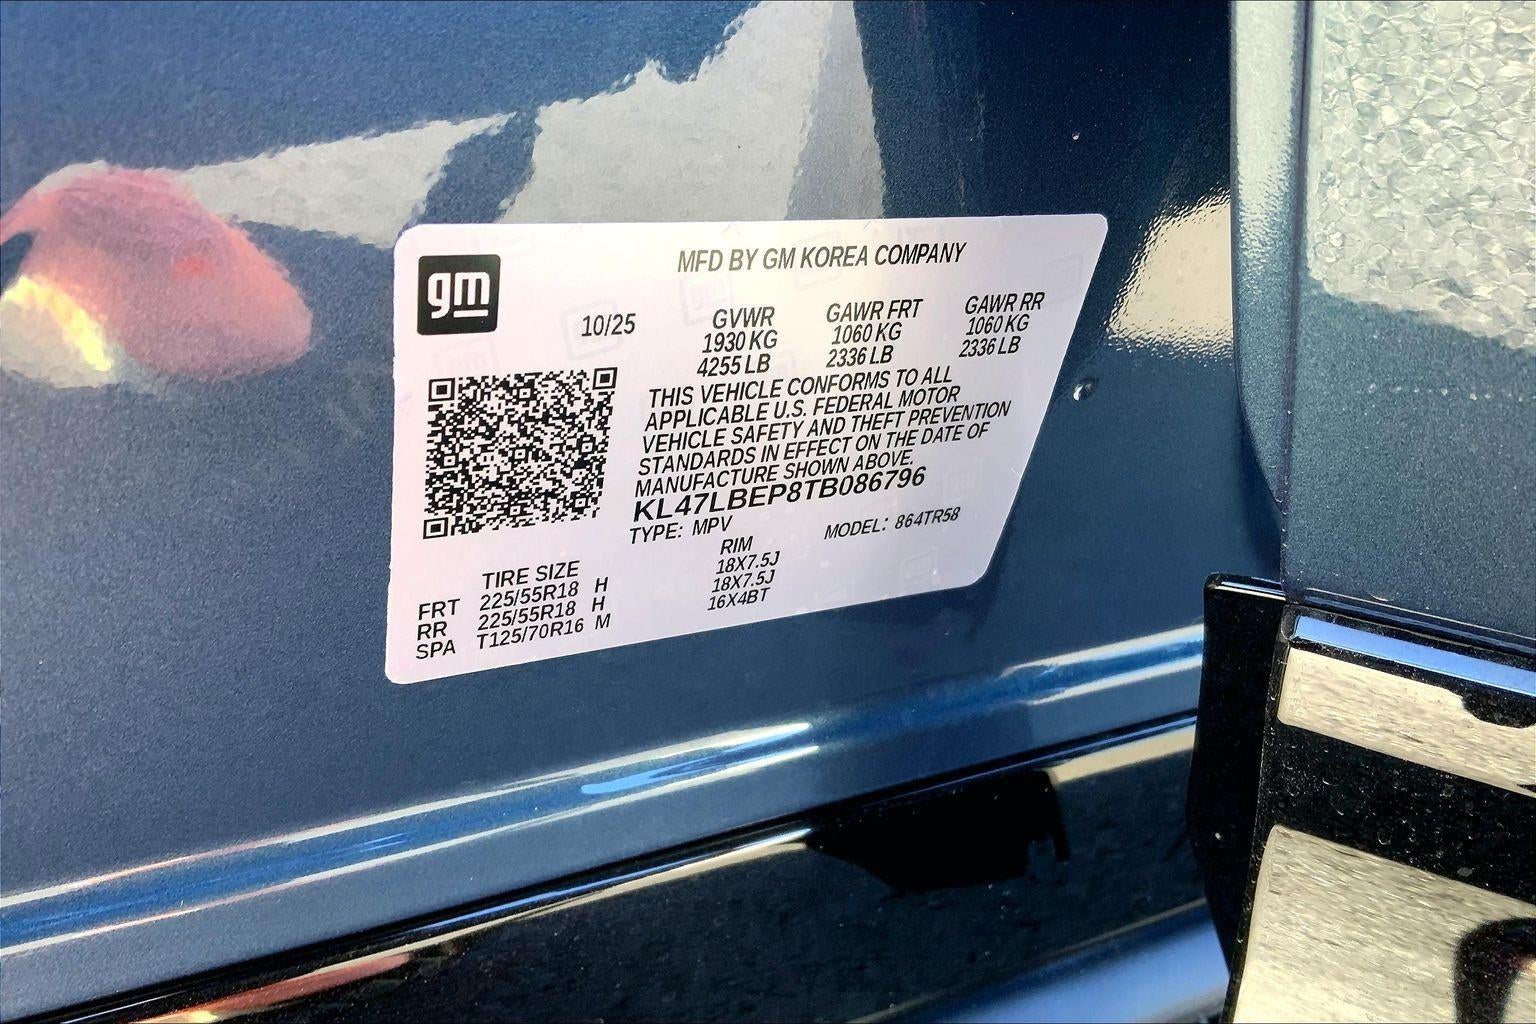 gm
MFD BY GM KOREA COMPANY
10/25
GVWR
1930 KG
4255 LB
GAWR FRT
1060 KG
2336 LB
GAWR RR
1060 KG
2336 LB
THIS VEHICLE CONFORMS TO ALL
APPLICABLE U.S. FEDERAL MOTOR
VEHICLE SAFETY AND THEFT PREVENTION
STANDARDS IN EFFECT ON THE DATE OF
MANUFACTURE SHOWN ABOVE.
KL47LBEP8TB086796
TYPE: MPV MODEL: 864TR58
TIRE SIZE RIM
FRT 225/55R18 H 18X7.5J
RR 225/55R18 H 18X7.5J
SPA T125/70R16 M 16X4BT